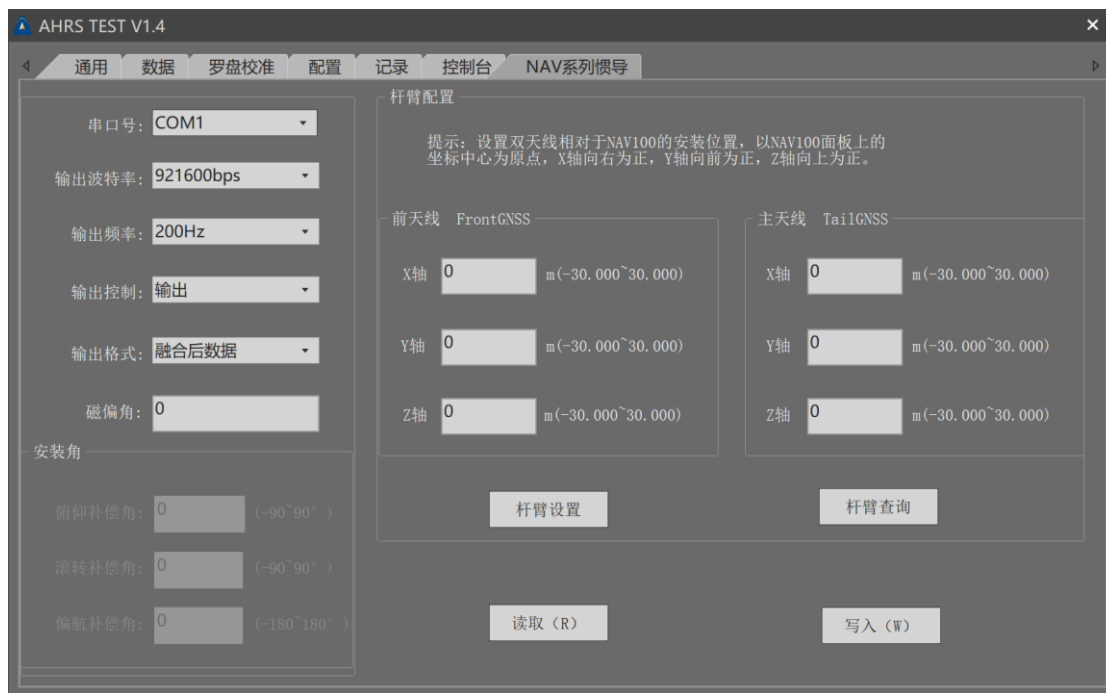 AHRS TEST V1.4
通用 数据 罗盘校准 配置 记录 控制台 NAV系列惯导
串口号: COM1
输出波特率: 921600bps
输出频率: 200Hz
输出控制: 输出
输出格式: 融合后数据
磁偏角: 0
安装角
俯仰补偿角: 0 (-90~90°)
滚转补偿角: 0 (-90~90°)
偏航补偿角: 0 (-180~180°)
杆臂配置
提示: 设置双天线相对于NAV100的安装位置, 以NAV100面板上的
坐标中心为原点, X轴向右为正, Y轴向前为正, Z轴向上为正。
前天线 FrontGNSS
X轴 0 m(-30.000~30.000)
Y轴 0 m(-30.000~30.000)
Z轴 0 m(-30.000~30.000)
主天线 TailGNSS
X轴 0 m(-30.000~30.000)
Y轴 0 m(-30.000~30.000)
Z轴 0 m(-30.000~30.000)
杆臂设置 杆臂查询
读取（R） 写入（W）